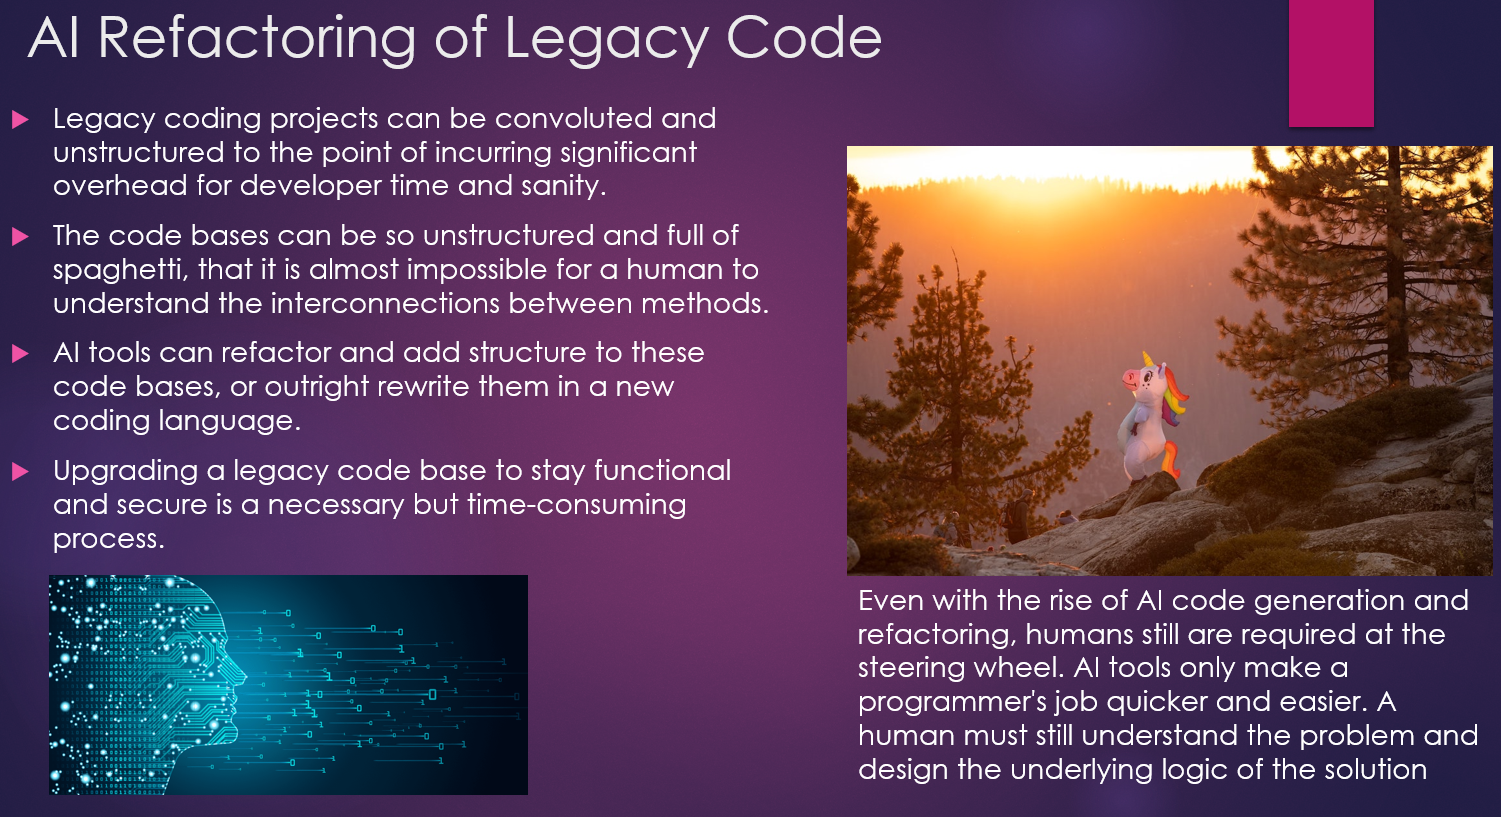 AI Refactoring of Legacy Code
Legacy coding projects can be convoluted and
unstructured to the point of incurring significant
overhead for developer time and sanity.
The code bases can be so unstructured and full of
spaghetti, that it is almost impossible for a human to
understand the interconnections between methods.
AI tools can refactor and add structure to these
code bases, or outright rewrite them in a new
coding language.
Upgrading a legacy code base to stay functional
and secure is a necessary but time-consuming
process.
Even with the rise of AI code generation and
refactoring, humans still are required at the
steering wheel. AI tools only make a
programmer's job quicker and easier. A
human must still understand the problem and
design the underlying logic of the solution